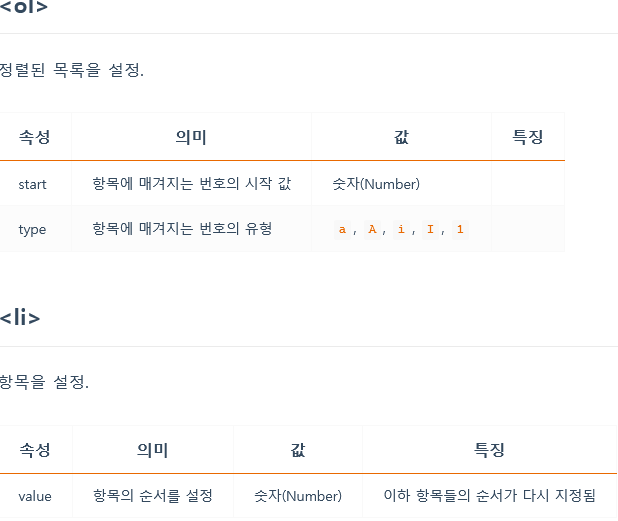 <ol>
정렬된 목록을 설정.
속성 의미 값 특징
start 항목에 매겨지는 번호의 시작 값 숫자(Number)
type 항목에 매겨지는 번호의 유형 a , A , i , I , 1
<li>
항목을 설정.
속성 의미 값 특징
value 항목의 순서를 설정 숫자(Number) 이하 항목들의 순서가 다시 지정됨